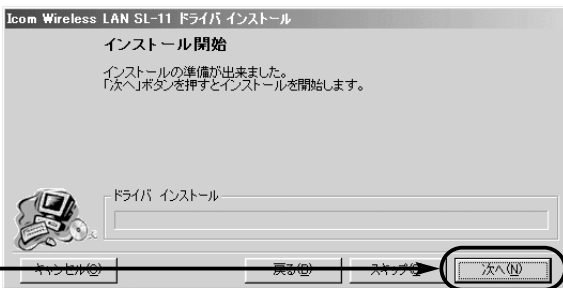 Icom Wireless LAN SL-11 ドライバ インストール
インストール開始
インストールの準備が出来ました。
「次へ」ボタンを押すとインストールを開始します。
ドライバ インストール
キャンセル(C)
戻る(B)
スキップ(S)
次へ(N)